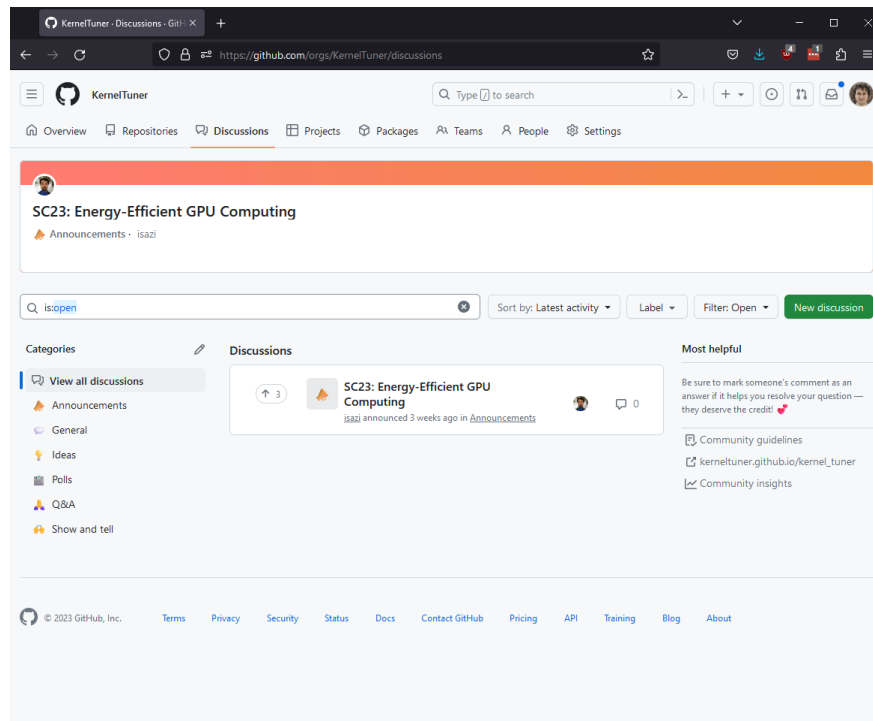 KernelTuner · Discussions · GitH
https://github.com/orgs/KernelTuner/discussions
4
1
KernelTuner
Type / to search
Overview
Repositories
Discussions
Projects
Packages
Teams
People
Settings
SC23: Energy-Efficient GPU Computing
Announcements · isazi
is:open
Sort by: Latest activity
Label
Filter: Open
New discussion
Categories
View all discussions
Announcements
General
Ideas
Polls
Q&A
Show and tell
Discussions
3
SC23: Energy-Efficient GPU
Computing
isazi announced 3 weeks ago in Announcements
0
Most helpful
Be sure to mark someone's comment as an
answer if it helps you resolve your question —
they deserve the credit!
Community guidelines
kerneltuner.github.io/kernel_tuner
Community insights
© 2023 GitHub, Inc.
Terms
Privacy
Security
Status
Docs
Contact GitHub
Pricing
API
Training
Blog
About